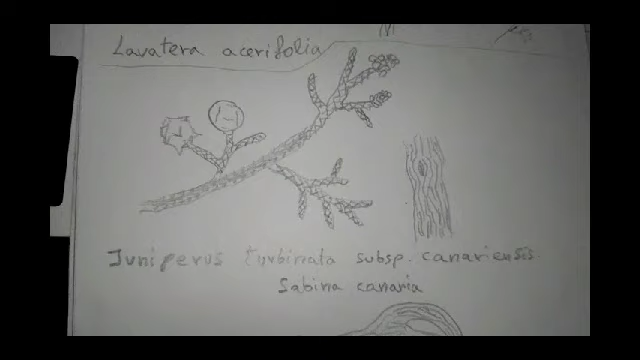 Lavatera acerifolia
Juniperus turbinata subsp. canariensis.
Sabina canaria